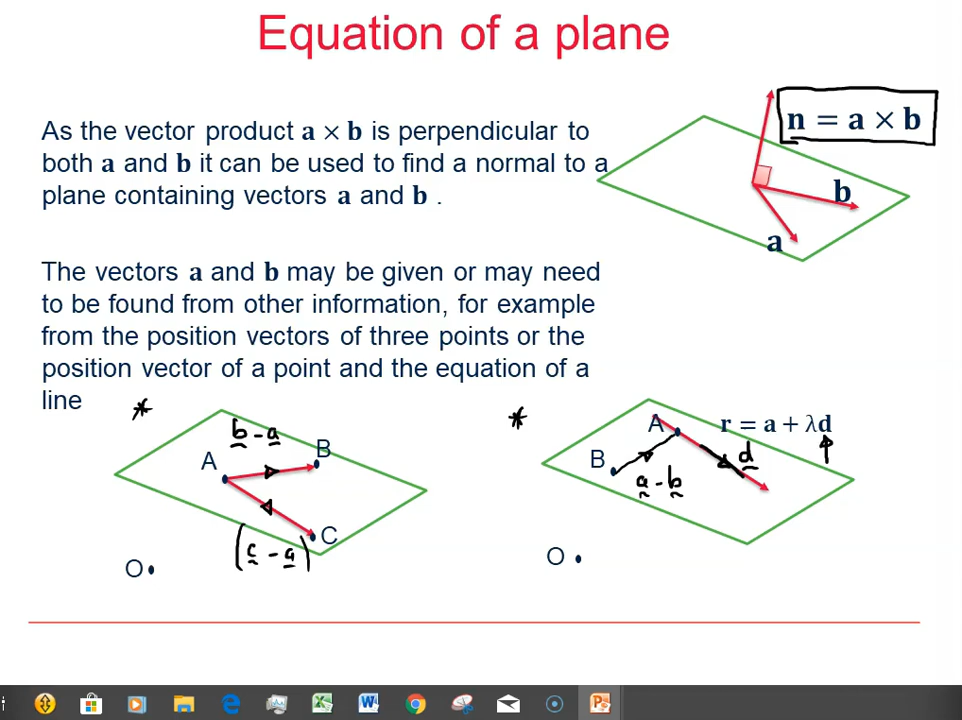 Equation of a plane
As the vector product a × b is perpendicular to
both a and b it can be used to find a normal to a
plane containing vectors a and b .
n = a × b
b
a
The vectors a and b may be given or may need
to be found from other information, for example
from the position vectors of three points or the
position vector of a point and the equation of a
line
*
b - a
A
B
C
(c - a)
O
*
A
r = a + λd
B
d
a - b
O